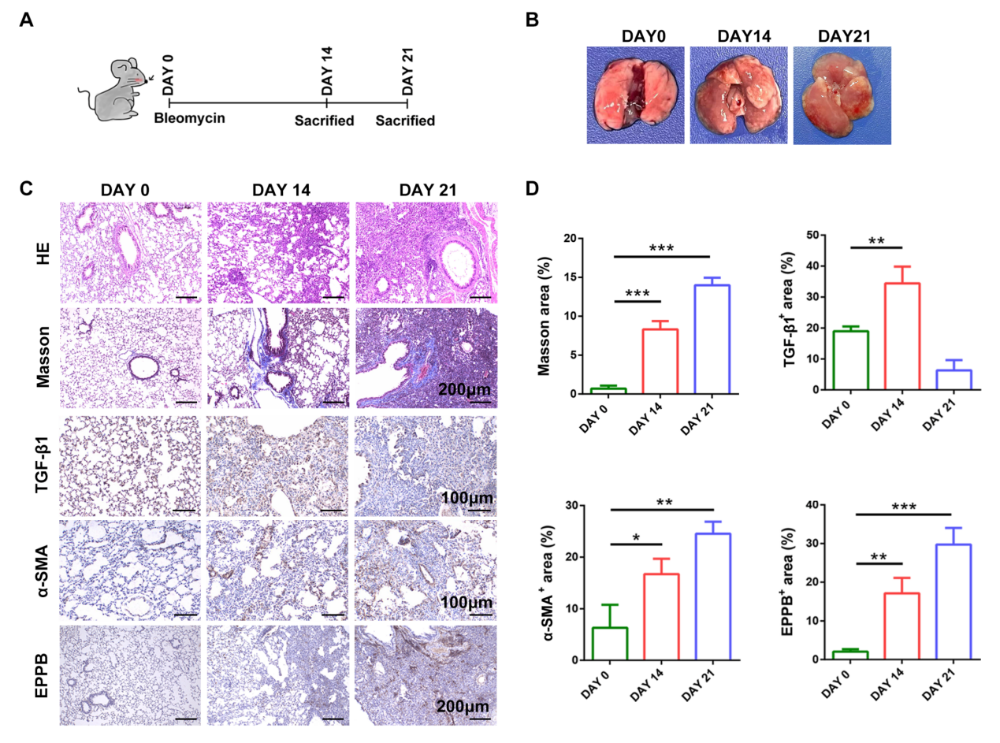 A
DAY 0
DAY 14
DAY 21
Bleomycin
Sacrificed
Sacrificed
B
DAY0 DAY14 DAY21
C
DAY 0 DAY 14 DAY 21
HE
Masson
200μm
TGF-β1
100μm
α-SMA
100μm
EPPB
200μm
D
Masson area (%)
20
15
10
5
0
***
***
DAY 0
DAY 14
DAY 21
TGF-β1+ area (%)
50
40
30
20
10
0
**
DAY 0
DAY 14
DAY 21
α-SMA + area (%)
30
20
10
0
**
*
DAY 0
DAY 14
DAY 21
EPPB+ area (%)
40
30
20
10
0
***
**
DAY 0
DAY 14
DAY 21